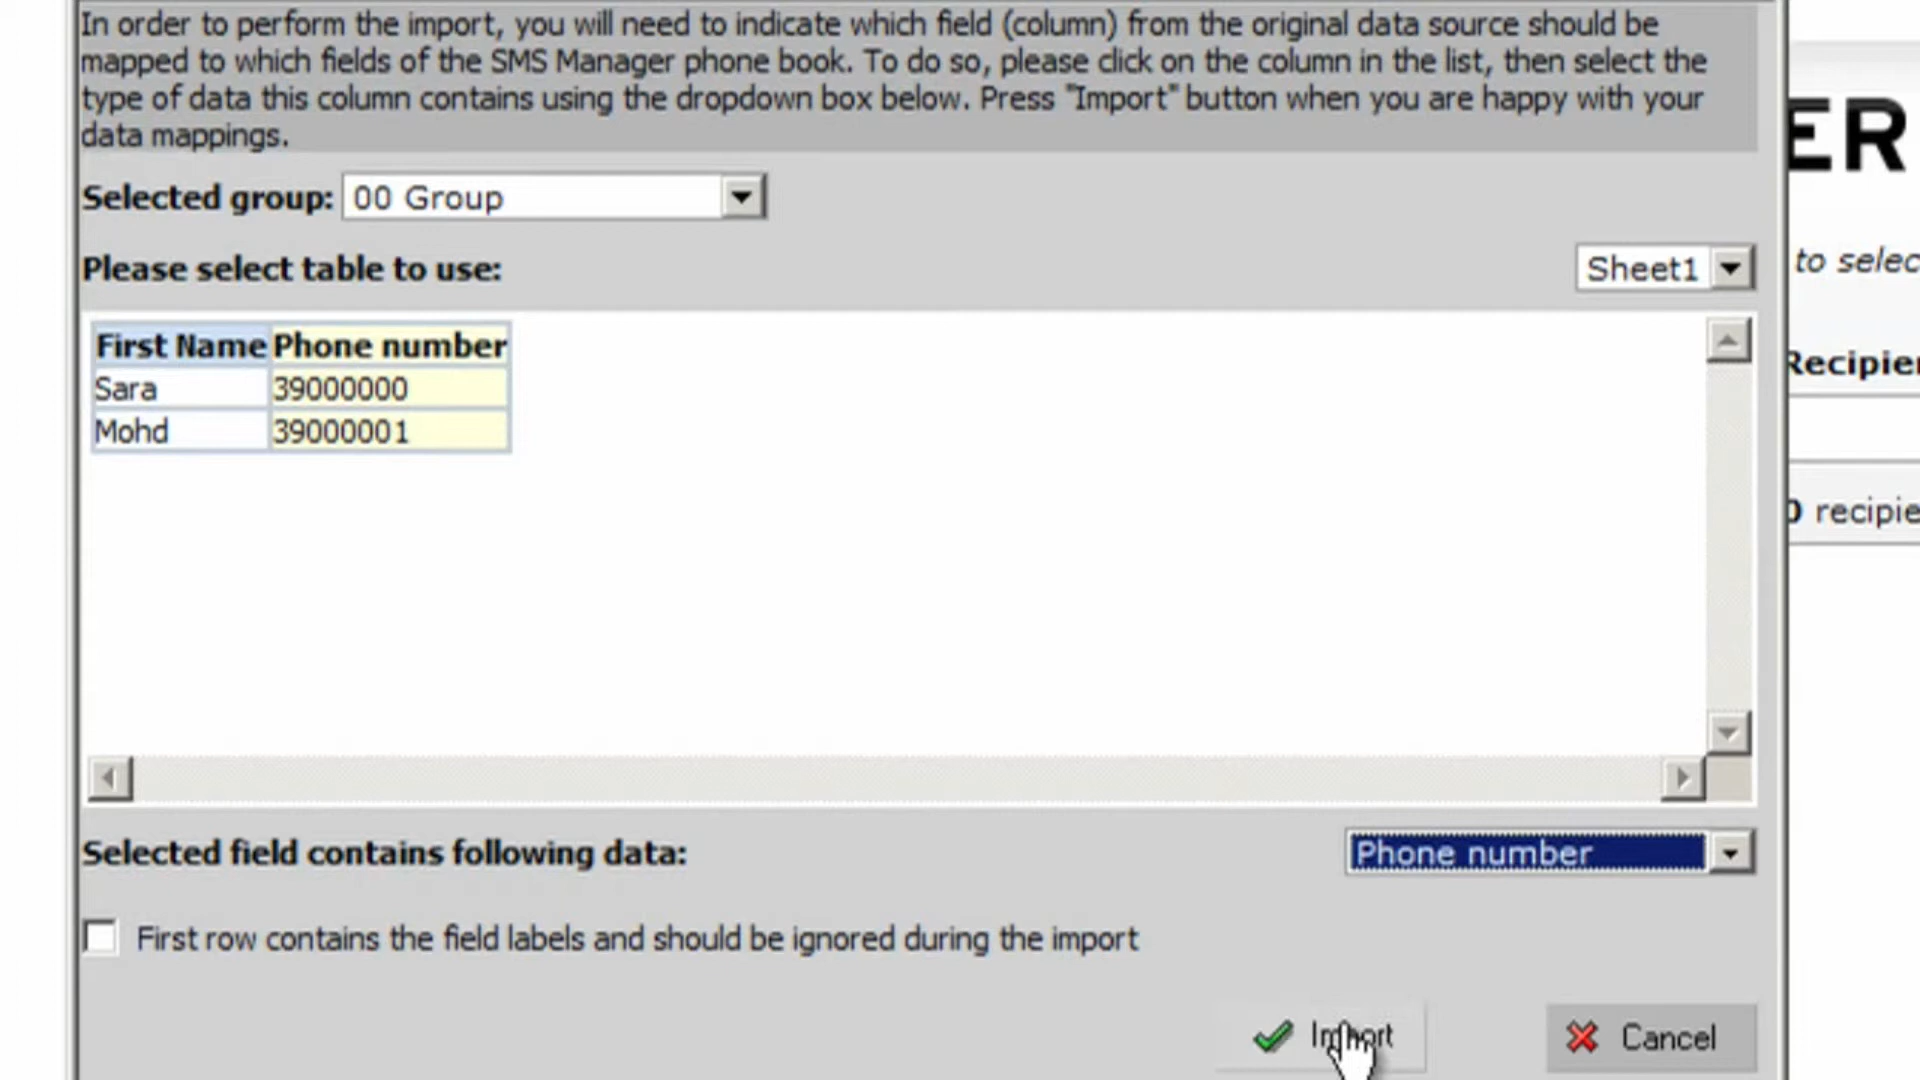 In order to perform the import, you will need to indicate which field (column) from the original data source should be
mapped to which fields of the SMS Manager phone book. To do so, please click on the column in the list, then select the
type of data this column contains using the dropdown box below. Press "Import" button when you are happy with your
data mappings.
ER
Selected group: 00 Group
to selec
Please select table to use: Sheet1
First Name Phone number
Recipie
Sara 39000000
Mohd 39000001
0 recipie
Selected field contains following data: Phone number
First row contains the field labels and should be ignored during the import
Import Cancel